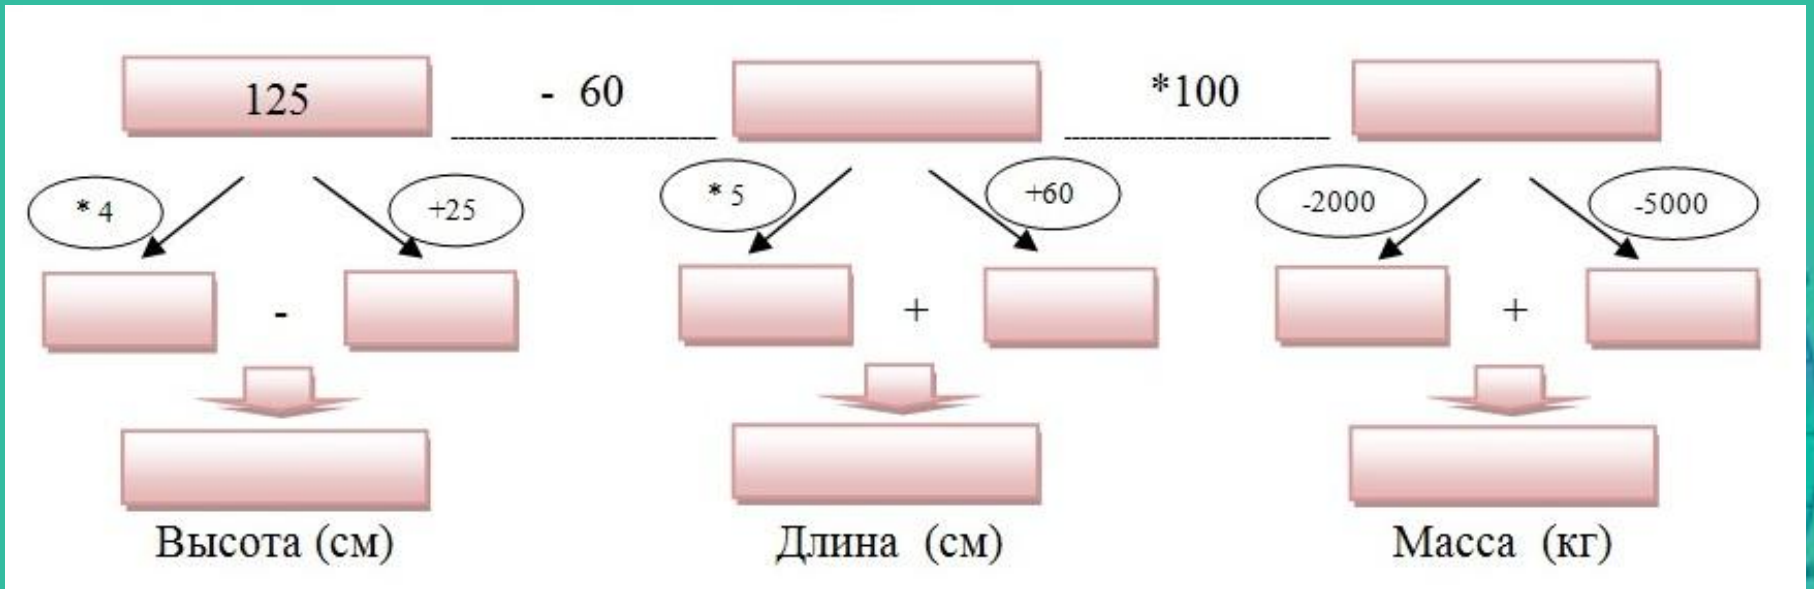 125 - 60 *100
* 4 +25 * 5 +60 -2000 -5000
- + +
Высота (см) Длина (см) Масса (кг)